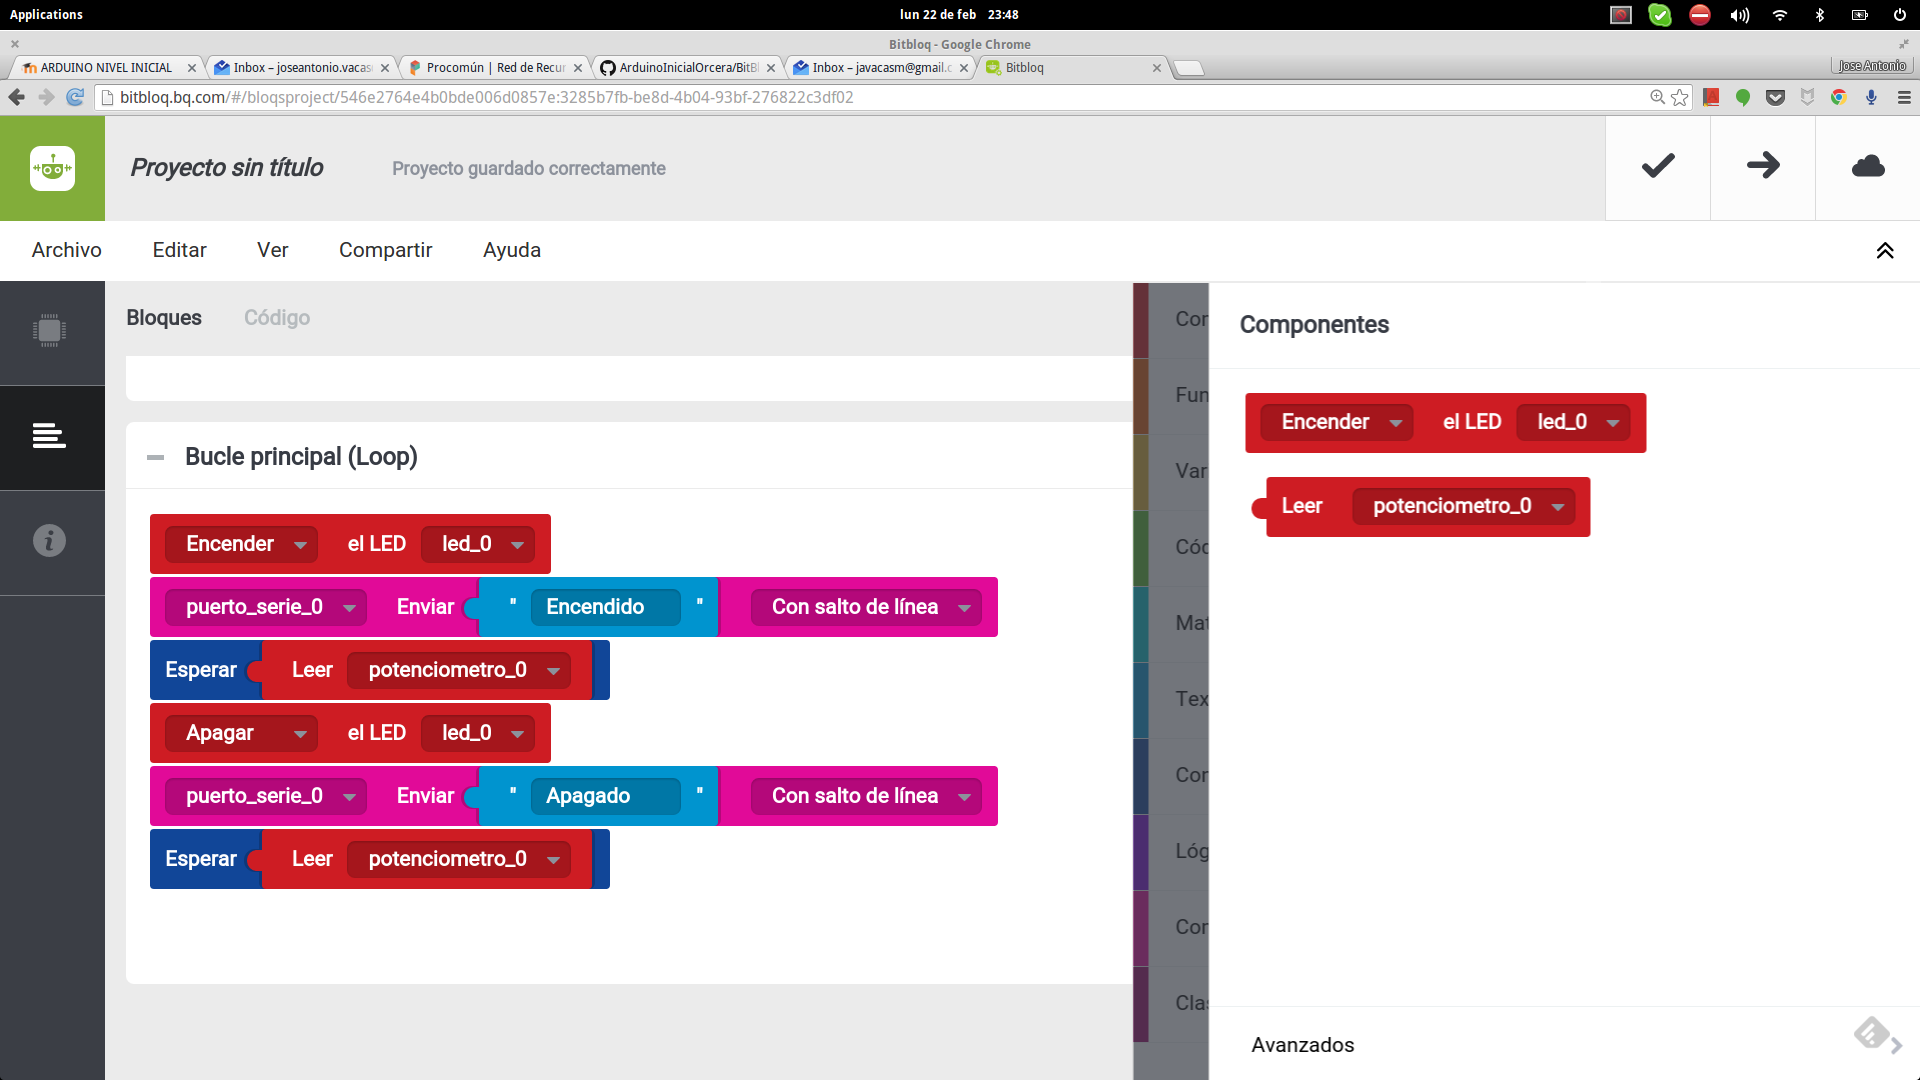 Applications
lun 22 de feb 23:48
Bitbloq - Google Chrome
ARDUINO NIVEL INICIAL
Inbox – joseantonio.vacas
Procomún | Red de Recur
ArduinoInicialOrcera/BitBl
Inbox – javacasm@gmail.c
Bitbloq
Jose Antonio
bitbloq.bq.com/#/bloqsproject/546e2764e4b0bde006d0857e:3285b7fb-be8d-4b04-93bf-276822c3df02
Proyecto sin título
Proyecto guardado correctamente
Archivo Editar Ver Compartir Ayuda
Bloques Código
Bucle principal (Loop)
Encender el LED led_0
puerto_serie_0 Enviar " Encendido " Con salto de línea
Esperar Leer potenciometro_0
Apagar el LED led_0
puerto_serie_0 Enviar " Apagado " Con salto de línea
Esperar Leer potenciometro_0
Cor
Fun
Var
Cód
Mat
Tex
Cor
Lóg
Cor
Clas
Componentes
Encender el LED led_0
Leer potenciometro_0
Avanzados